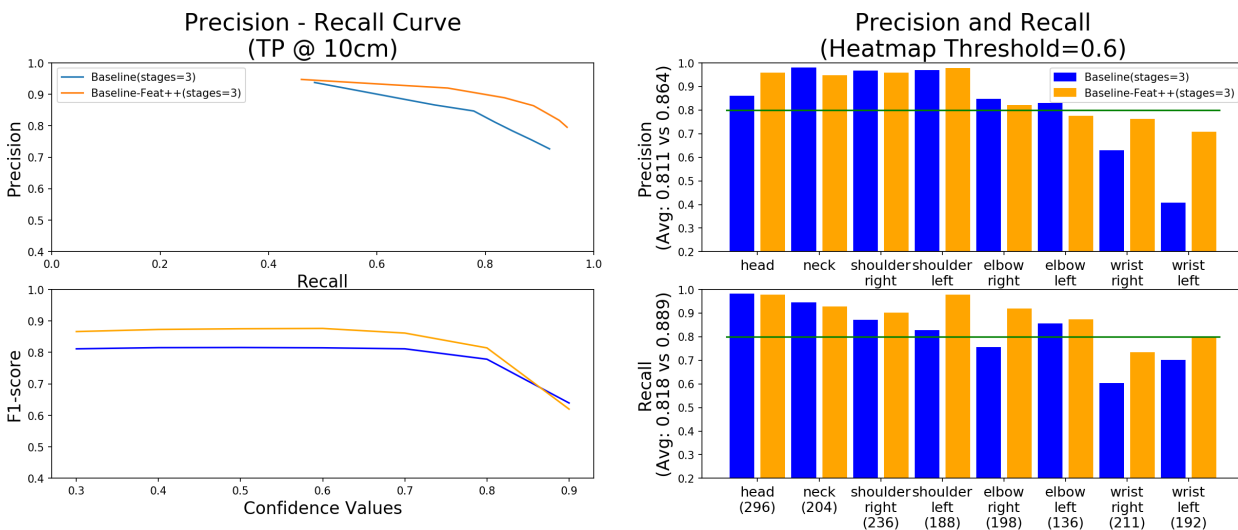 Precision - Recall Curve
(TP @ 10cm)
Precision
1.0
0.9
0.8
0.7
0.6
0.5
0.4
Baseline(stages=3)
Baseline-Feat++(stages=3)
0.0 0.2 0.4 0.6 0.8 1.0
Recall
F1-score
1.0
0.9
0.8
0.7
0.6
0.5
0.4
0.3 0.4 0.5 0.6 0.7 0.8 0.9
Confidence Values
Precision and Recall
(Heatmap Threshold=0.6)
Precision
(Avg: 0.811 vs 0.864)
1.0
0.9
0.8
0.7
0.6
0.5
0.4
0.3
0.2
Baseline(stages=3)
Baseline-Feat++(stages=3)
head neck shoulder shoulder elbow elbow wrist wrist
right left right left right left
Recall
(Avg: 0.818 vs 0.889)
1.0
0.9
0.8
0.7
0.6
0.5
0.4
0.3
0.2
head neck shoulder shoulder elbow elbow wrist wrist
(296) (204) right left right left right left
(236) (188) (198) (136) (211) (192)